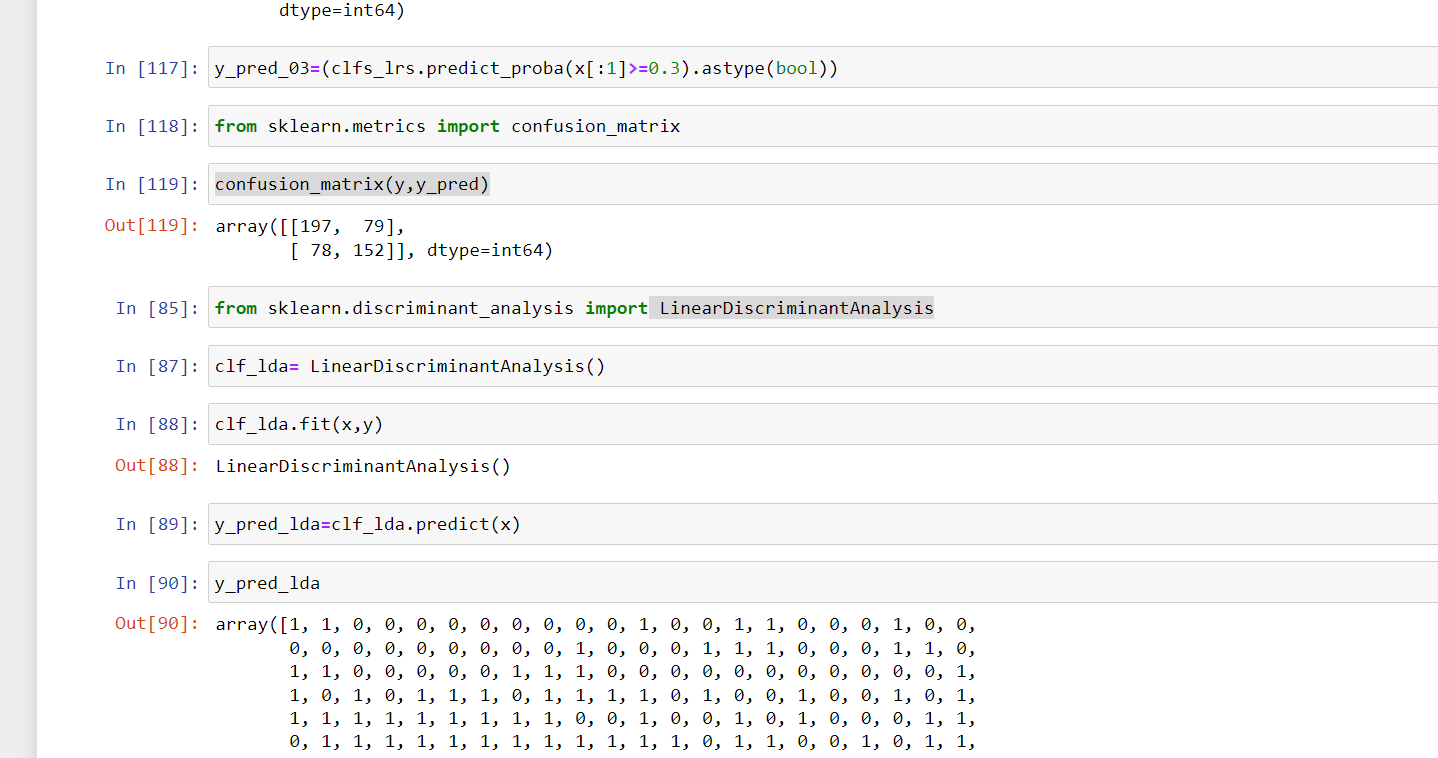 dtype=int64)
In [117]: y_pred_03=(clfs_lrs.predict_proba(x[:1]>=0.3).astype(bool))
In [118]: from sklearn.metrics import confusion_matrix
In [119]: confusion_matrix(y,y_pred)
Out[119]: array([[197,  79],
[ 78, 152]], dtype=int64)
In [85]: from sklearn.discriminant_analysis import LinearDiscriminantAnalysis
In [87]: clf_lda= LinearDiscriminantAnalysis()
In [88]: clf_lda.fit(x,y)
Out[88]: LinearDiscriminantAnalysis()
In [89]: y_pred_lda=clf_lda.predict(x)
In [90]: y_pred_lda
Out[90]: array([1, 1, 0, 0, 0, 0, 0, 0, 0, 0, 0, 1, 0, 0, 1, 1, 0, 0, 0, 1, 0, 0,
0, 0, 0, 0, 0, 0, 0, 0, 0, 1, 0, 0, 0, 1, 1, 1, 0, 0, 0, 1, 1, 0,
1, 1, 0, 0, 0, 0, 0, 1, 1, 1, 0, 0, 0, 0, 0, 0, 0, 0, 0, 0, 0, 1,
1, 0, 1, 0, 1, 1, 1, 0, 1, 1, 1, 1, 0, 1, 0, 0, 1, 0, 0, 1, 0, 1,
1, 1, 1, 1, 1, 1, 1, 1, 1, 0, 0, 1, 0, 0, 1, 0, 1, 0, 0, 0, 1, 1,
0, 1, 1, 1, 1, 1, 1, 1, 1, 1, 1, 1, 1, 0, 1, 1, 0, 0, 1, 0, 1, 1,